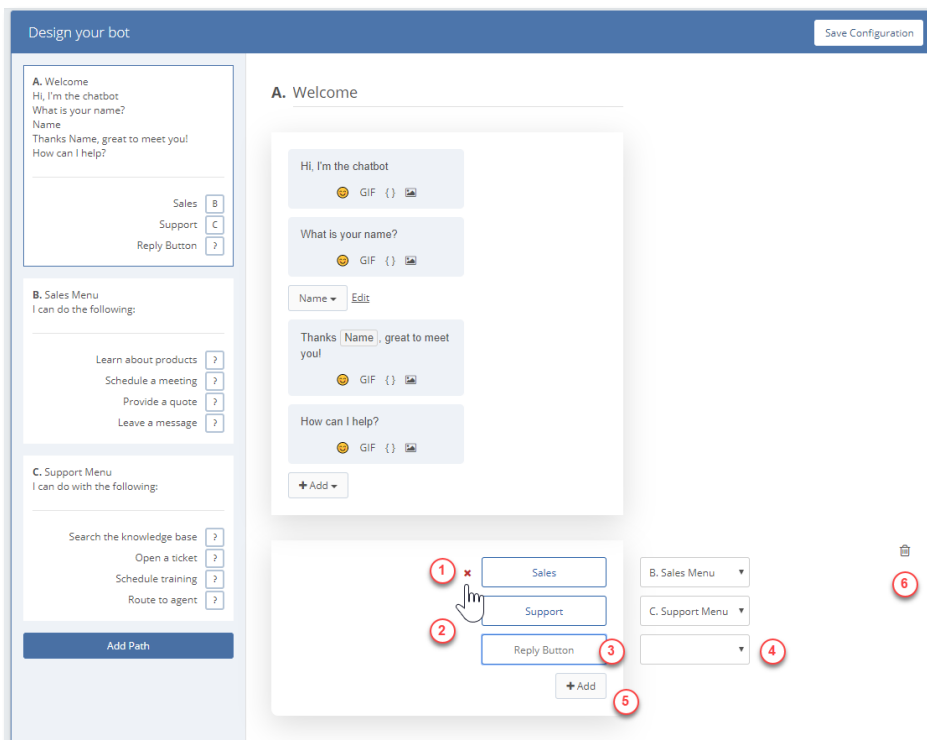 Design your bot
Save Configuration
A. Welcome
Hi, I'm the chatbot
What is your name?
Name
Thanks Name, great to meet you!
How can I help?
Sales B
Support C
Reply Button ?
B. Sales Menu
I can do the following:
Learn about products ?
Schedule a meeting ?
Provide a quote ?
Leave a message ?
C. Support Menu
I can do with the following:
Search the knowledge base ?
Open a ticket ?
Schedule training ?
Route to agent ?
Add Path
A. Welcome
Hi, I'm the chatbot
GIF { }
What is your name?
GIF { }
Name Edit
Thanks Name , great to meet
you!
GIF { }
How can I help?
GIF { }
+ Add
1 Sales B. Sales Menu 6
2 Support C. Support Menu
Reply Button 3 4
+ Add 5